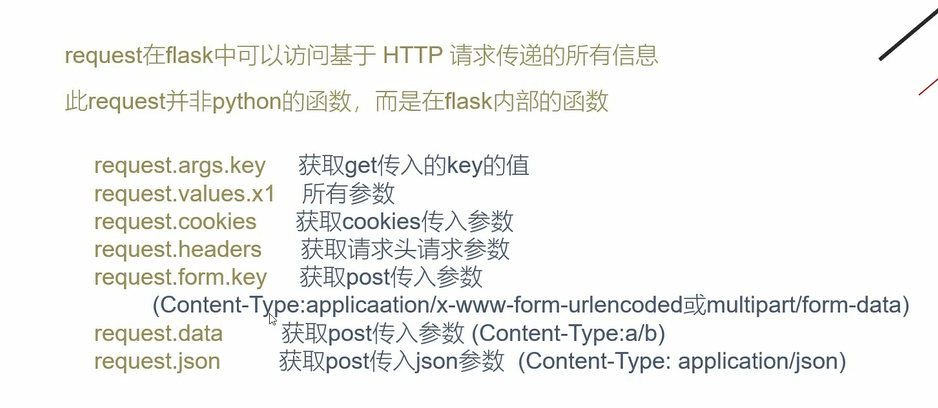 request在flask中可以访问基于 HTTP 请求传递的所有信息
此request并非python的函数，而是在flask内部的函数
request.args.key 获取get传入的key的值
request.values.x1 所有参数
request.cookies 获取cookies传入参数
request.headers 获取请求头请求参数
request.form.key 获取post传入参数
(Content-Type:applicaation/x-www-form-urlencoded或multipart/form-data)
request.data 获取post传入参数 (Content-Type:a/b)
request.json 获取post传入json参数 (Content-Type: application/json)